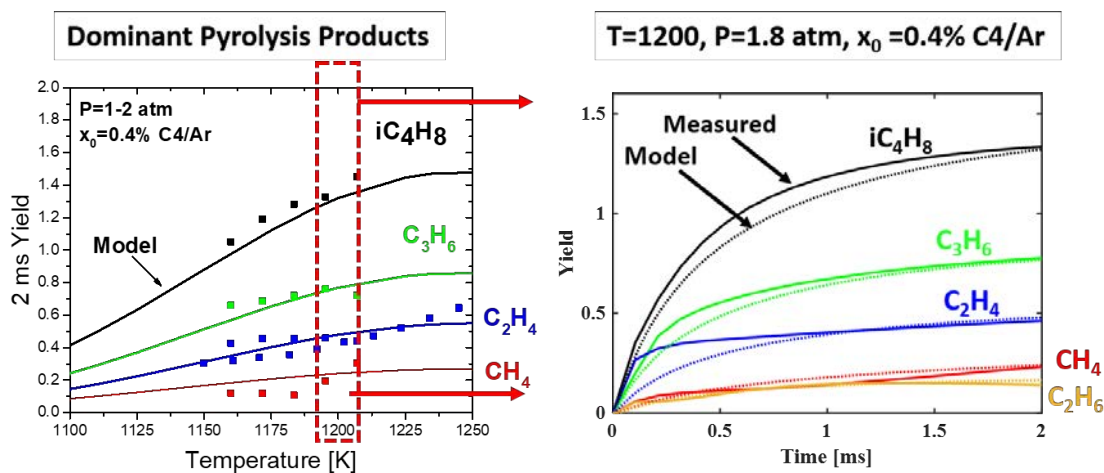 Dominant Pyrolysis Products
P=1-2 atm
x₀=0.4% C4/Ar
iC₄H₈
Model
C₃H₆
C₂H₄
CH₄
2 ms Yield
2.0
1.8
1.6
1.4
1.2
1.0
0.8
0.6
0.4
0.2
0.0
1100 1125 1150 1175 1200 1225 1250
Temperature [K]
T=1200, P=1.8 atm, x₀ =0.4% C4/Ar
Measured
Model
iC₄H₈
C₃H₆
C₂H₄
CH₄
C₂H₆
Yield
1.5
1
0.5
0
0 0.5 1 1.5 2
Time [ms]